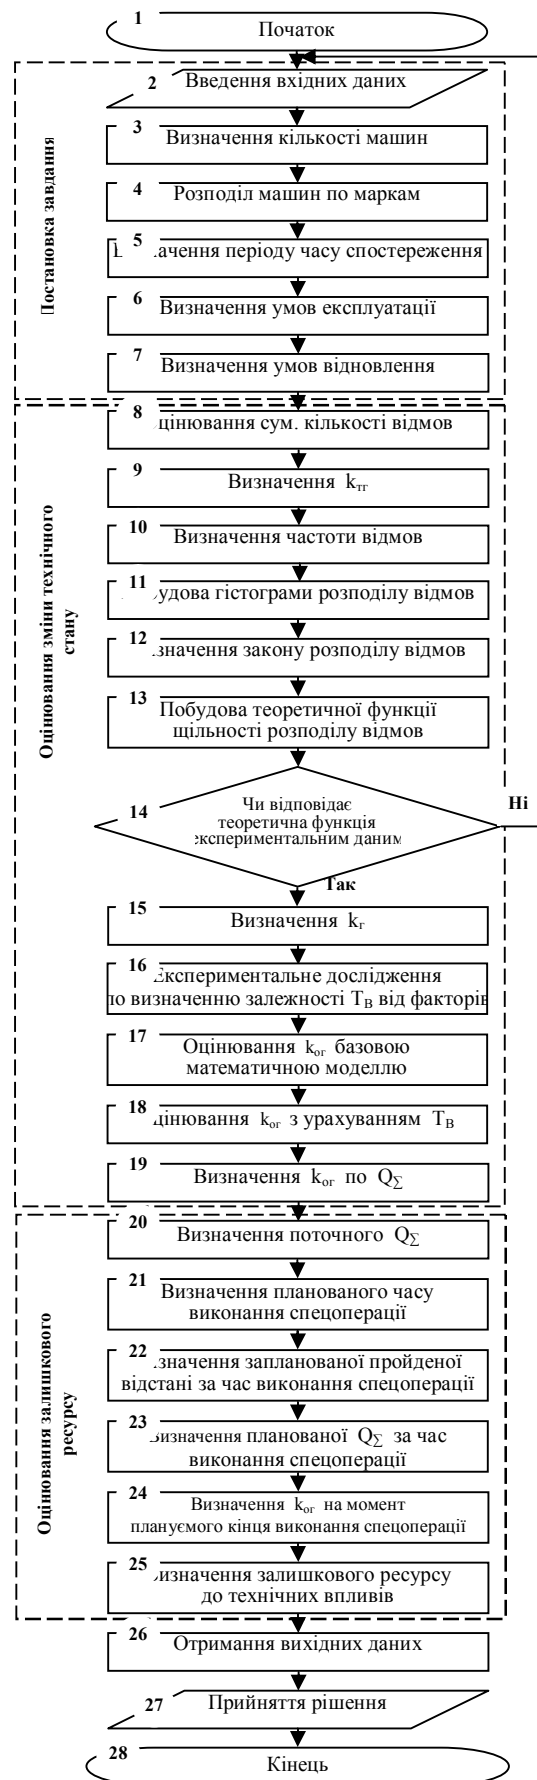 1
Початок
Постановка завдання
2
Введення вхідних даних
3
Визначення кількості машин
4
Розподіл машин по маркам
5
значення періоду часу спостереження
6
Визначення умов експлуатації
7
Визначення умов відновлення
Оцінювання зміни технічного
стану
8
цінювання сум. кількості відмов
9
Визначення kтг
10
Визначення частоти відмов
11
удова гістограми розподілу відмов
12
значення закону розподілу відмов
13
Побудова теоретичної функції
щільності розподілу відмов
14
Чи відповідає
теоретична функція
експериментальним даним
Ні
Так
15
Визначення kг
16
Експериментальне дослідження
по визначенню залежності TВ від факторів
17
Оцінювання kог базовою
математичною моделлю
18
цінювання kог з урахуванням TВ
19
Визначення kог по QΣ
Оцінювання залишкового
ресурсу
20
Визначення поточного QΣ
21
Визначення планованого часу
виконання спецоперації
22
значення запланованої пройденої
відстані за час виконання спецоперації
23
Визначення планованої QΣ за час
виконання спецоперації
24
Визначення kог на момент
плануємого кінця виконання спецоперації
25
Визначення залишкового ресурсу
до технічних впливів
26
Отримання вихідних даних
27
Прийняття рішення
28
Кінець